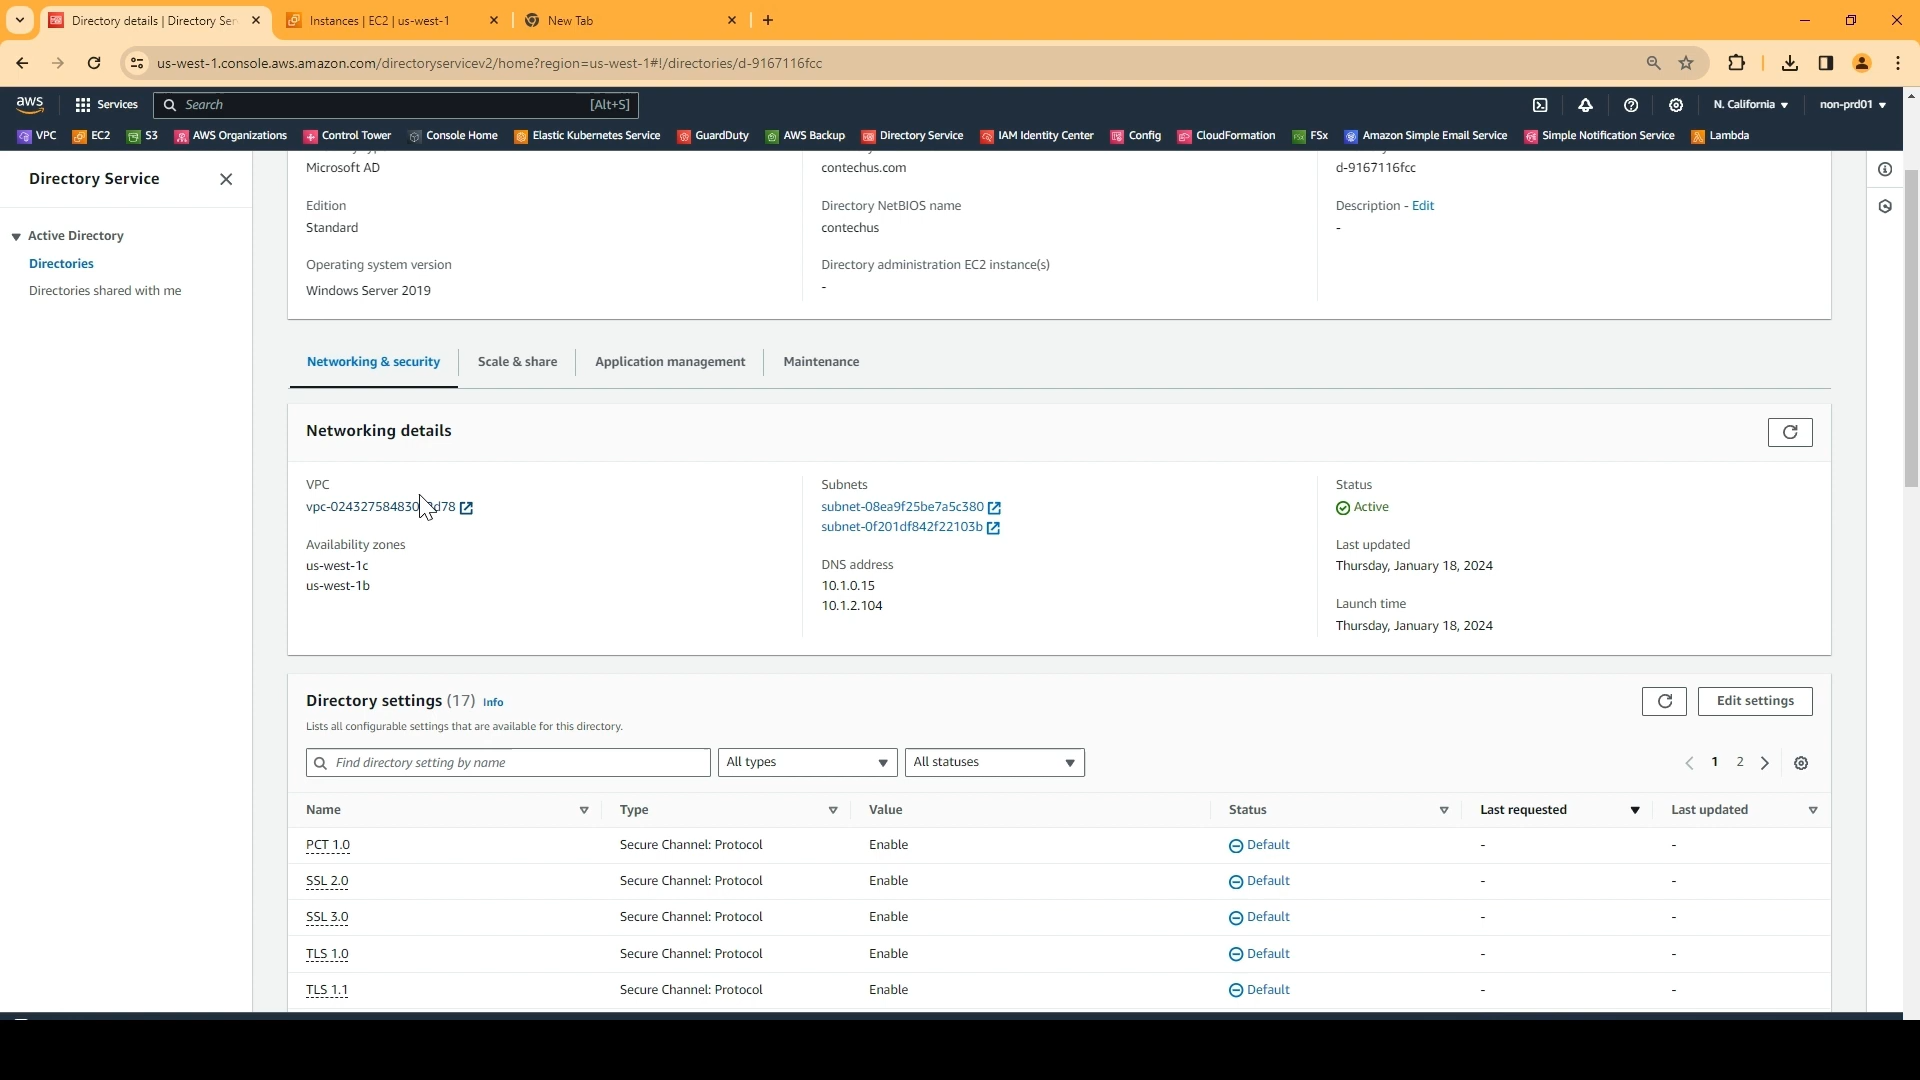 Directory details | Directory Ser
Instances | EC2 | us-west-1
New Tab
us-west-1.console.aws.amazon.com/directoryservicev2/home?region=us-west-1#!/directories/d-9167116fcc
aws
Services
Search
[Alt+S]
N. California
non-prd01
VPC
EC2
S3
AWS Organizations
Control Tower
Console Home
Elastic Kubernetes Service
GuardDuty
AWS Backup
Directory Service
IAM Identity Center
Config
CloudFormation
FSx
Amazon Simple Email Service
Simple Notification Service
Lambda
Directory Service
Active Directory
Directories
Directories shared with me
Microsoft AD
contechus.com
d-9167116fcc
Edition
Standard
Directory NetBIOS name
contechus
Description - Edit
-
Operating system version
Windows Server 2019
Directory administration EC2 instance(s)
-
Networking & security
Scale & share
Application management
Maintenance
Networking details
VPC
Availability zones
us-west-1c
us-west-1b
Subnets
subnet-08ea9f25be7a5c380
subnet-0f201df842f22103b
DNS address
10.1.0.15
10.1.2.104
Status
Active
Last updated
Thursday, January 18, 2024
Launch time
Thursday, January 18, 2024
Directory settings (17) Info
Lists all configurable settings that are available for this directory.
Edit settings
Find directory setting by name
All types
All statuses
1 2
Name Type Value Status Last requested Last updated
PCT 1.0 Secure Channel: Protocol Enable Default - -
SSL 2.0 Secure Channel: Protocol Enable Default - -
SSL 3.0 Secure Channel: Protocol Enable Default - -
TLS 1.0 Secure Channel: Protocol Enable Default - -
TLS 1.1 Secure Channel: Protocol Enable Default - -